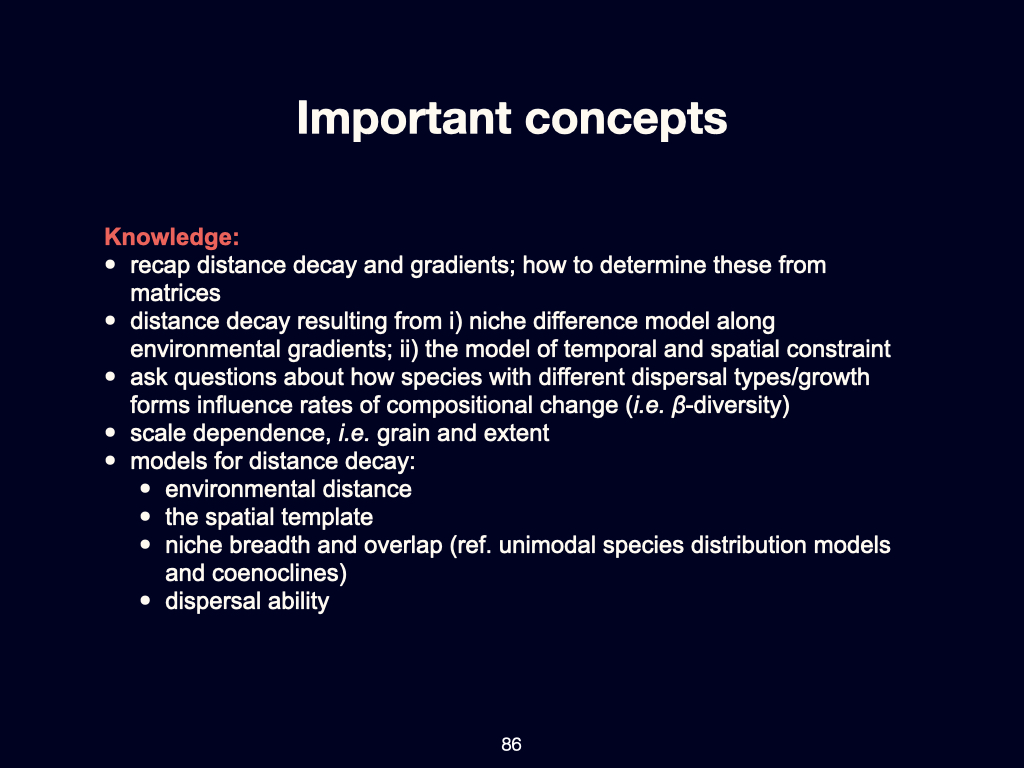 Important concepts
Knowledge:
• recap distance decay and gradients; how to determine these from
matrices
• distance decay resulting from i) niche difference model along
environmental gradients; ii) the model of temporal and spatial constraint
• ask questions about how species with different dispersal types/growth
forms influence rates of compositional change (i.e. β-diversity)
• scale dependence, i.e. grain and extent
• models for distance decay:
• environmental distance
• the spatial template
• niche breadth and overlap (ref. unimodal species distribution models
and coenoclines)
• dispersal ability
86